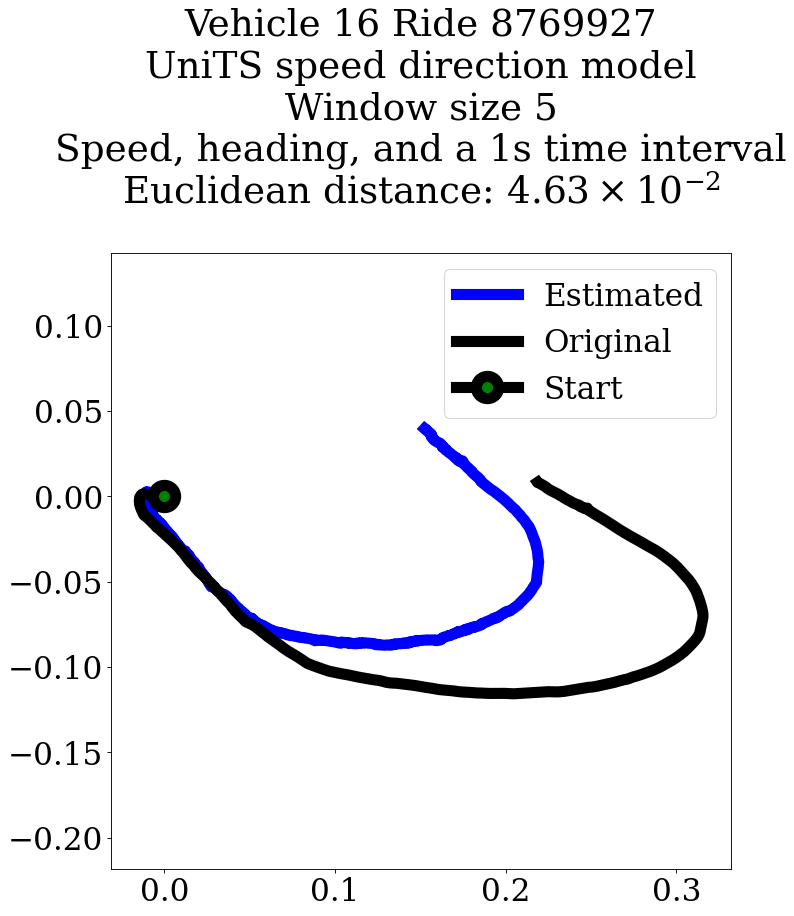 Vehicle 16 Ride 8769927
UniTS speed direction model
Window size 5
Speed, heading, and a 1s time interval
Euclidean distance: 4.63 × 10⁻²
Estimated
Original
Start
0.10
0.05
0.00
−0.05
−0.10
−0.15
−0.20
0.0 0.1 0.2 0.3